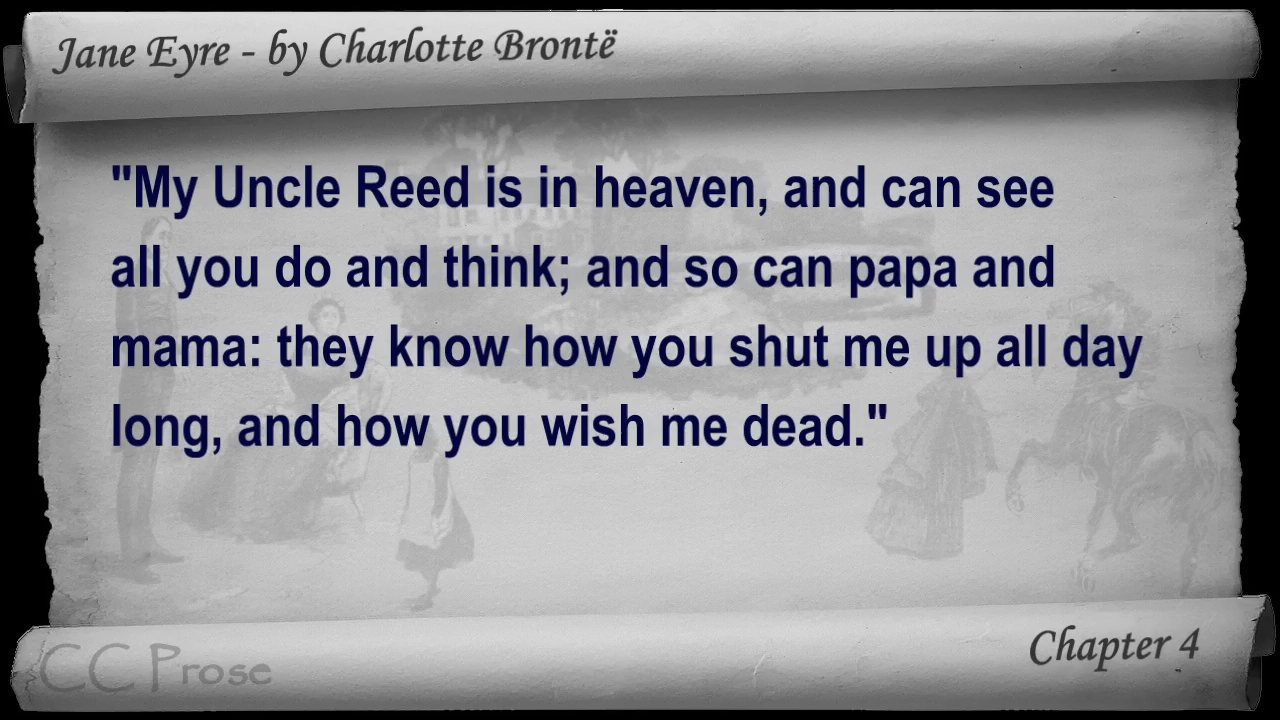 Jane Eyre - by Charlotte Brontë
"My Uncle Reed is in heaven, and can see
all you do and think; and so can papa and
mama: they know how you shut me up all day
long, and how you wish me dead."
CC Prose
Chapter 4